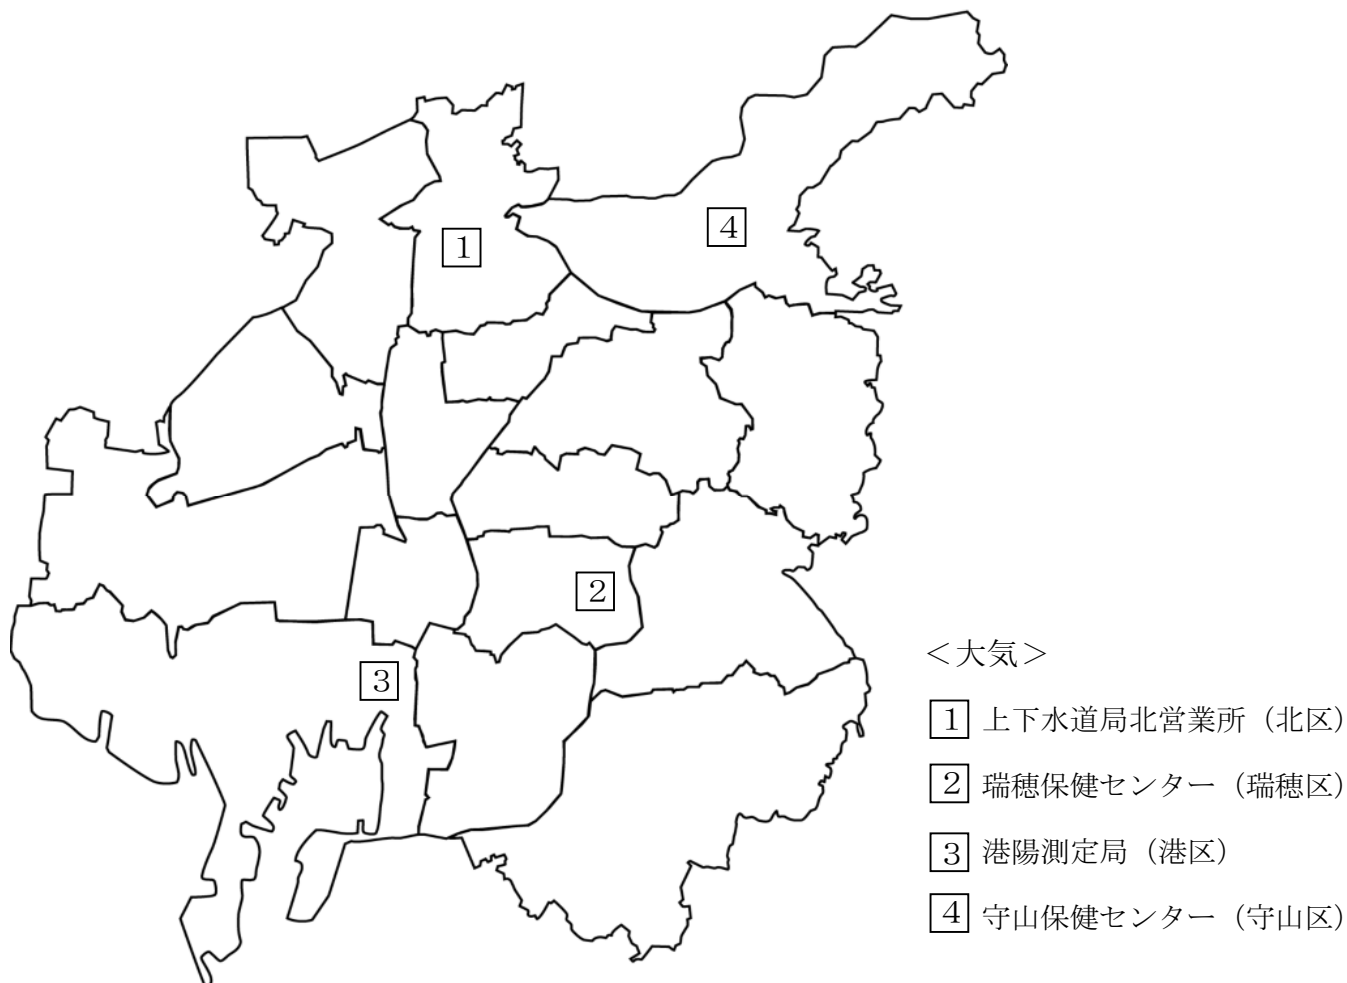 1
4
2
3
＜大気＞
1 上下水道局北営業所（北区）
2 瑞穂保健センター（瑞穂区）
3 港陽測定局（港区）
4 守山保健センター（守山区）